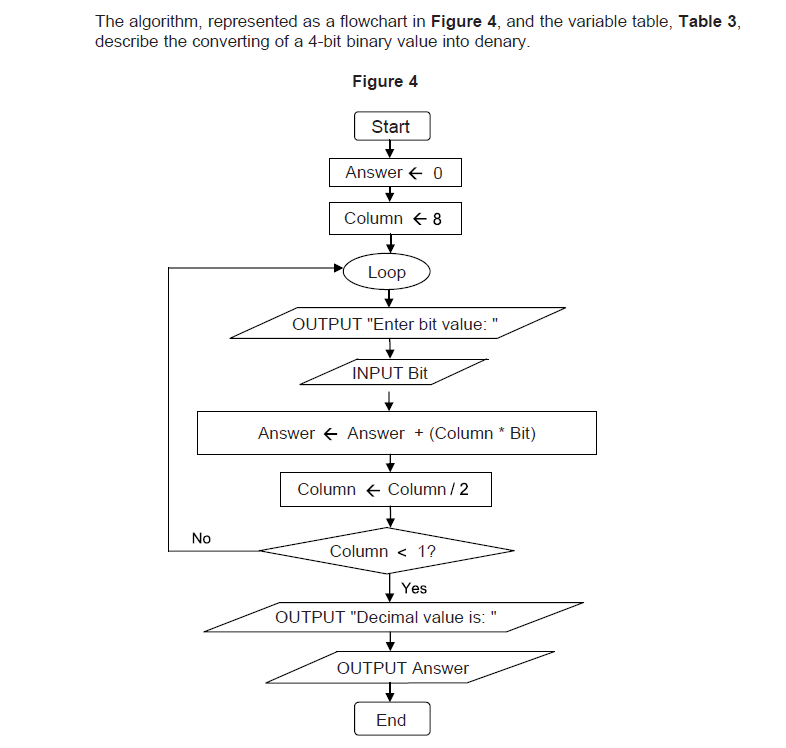 The algorithm, represented as a flowchart in Figure 4, and the variable table, Table 3,
describe the converting of a 4-bit binary value into denary.
Figure 4
Start
Answer ← 0
Column ← 8
Loop
OUTPUT "Enter bit value: "
INPUT Bit
Answer ← Answer + (Column * Bit)
Column ← Column / 2
No
Column < 1?
Yes
OUTPUT "Decimal value is: "
OUTPUT Answer
End